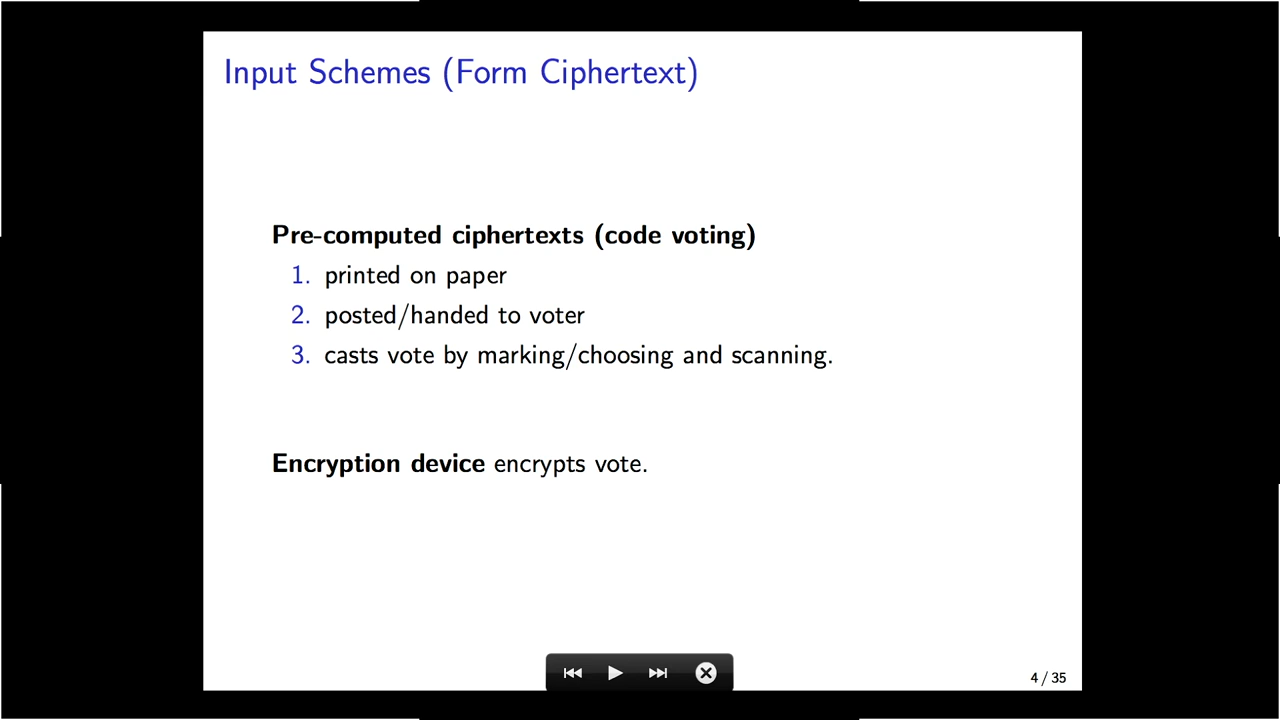 Input Schemes (Form Ciphertext)
Pre-computed ciphertexts (code voting)
1. printed on paper
2. posted/handed to voter
3. casts vote by marking/choosing and scanning.
Encryption device encrypts vote.
4 / 35